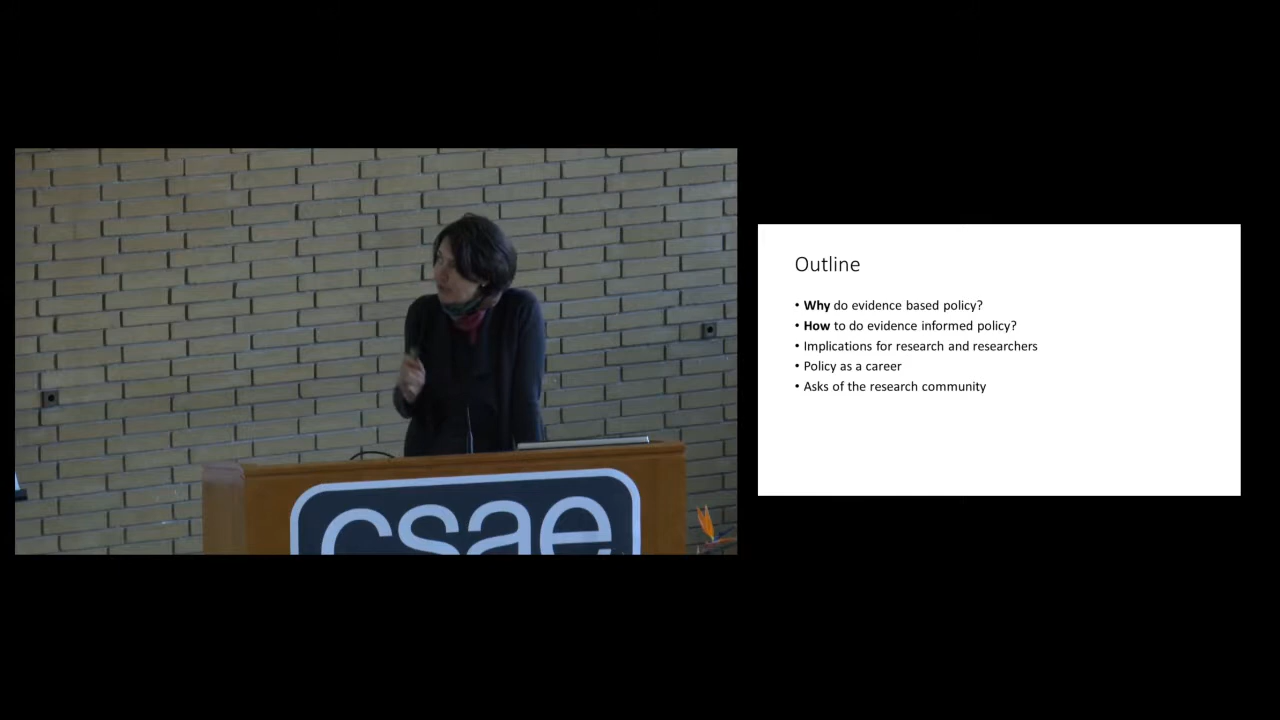 csae
Outline
• Why do evidence based policy?
• How to do evidence informed policy?
• Implications for research and researchers
• Policy as a career
• Asks of the research community